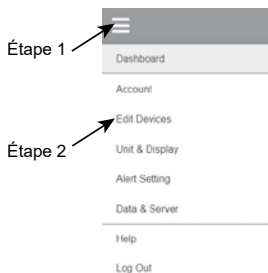 Étape 1
Dashboard
Account
Edit Devices
Étape 2
Unit & Display
Alert Setting
Data & Server
Help
Log Out